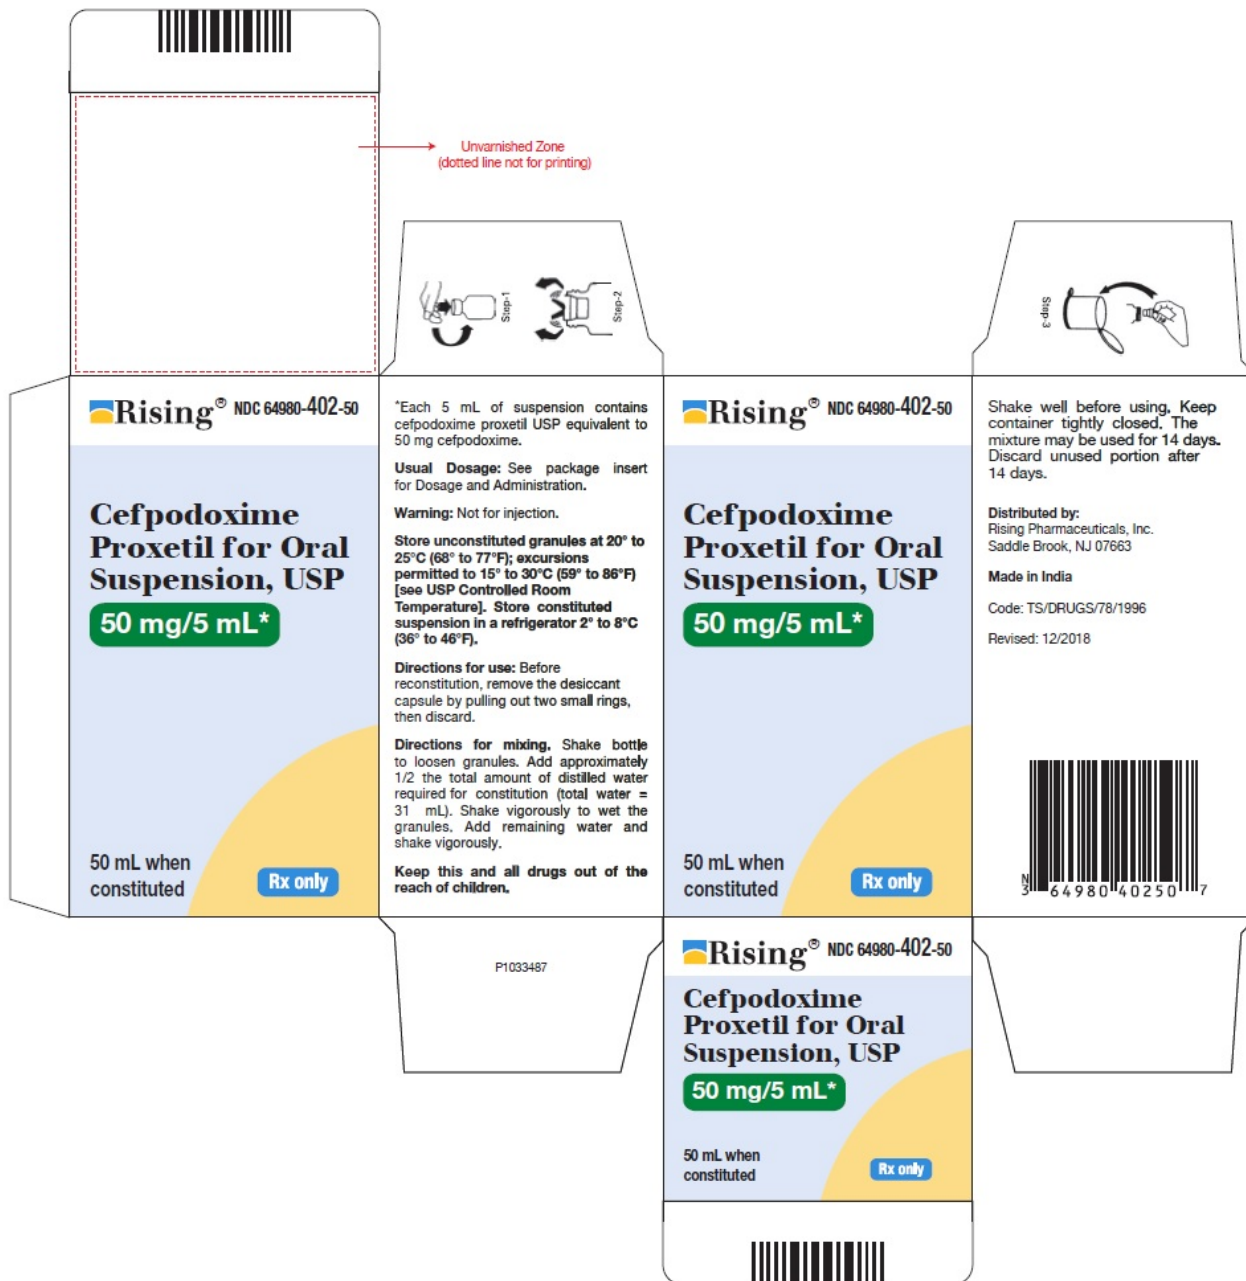 Unvarnished Zone
(dotted line not for printing)
Step-1
Step-2
Step-3
Rising® NDC 64980-402-50
Cefpodoxime
Proxetil for Oral
Suspension, USP
50 mg/5 mL*
50 mL when
constituted
Rx only
*Each 5 mL of suspension contains
cefpodoxime proxetil USP equivalent to
50 mg cefpodoxime.
Usual Dosage: See package insert
for Dosage and Administration.
Warning: Not for injection.
Store unconstituted granules at 20° to
25°C (68° to 77°F); excursions
permitted to 15° to 30°C (59° to 86°F)
[see USP Controlled Room
Temperature]. Store constituted
suspension in a refrigerator 2° to 8°C
(36° to 46°F).
Directions for use: Before
reconstitution, remove the desiccant
capsule by pulling out two small rings,
then discard.
Directions for mixing. Shake bottle
to loosen granules. Add approximately
1/2 the total amount of distilled water
required for constitution (total water =
31 mL). Shake vigorously to wet the
granules. Add remaining water and
shake vigorously.
Keep this and all drugs out of the
reach of children.
Rising® NDC 64980-402-50
Cefpodoxime
Proxetil for Oral
Suspension, USP
50 mg/5 mL*
50 mL when
constituted
Rx only
Shake well before using. Keep
container tightly closed. The
mixture may be used for 14 days.
Discard unused portion after
14 days.
Distributed by:
Rising Pharmaceuticals, Inc.
Saddle Brook, NJ 07663
Made in India
Code: TS/DRUGS/78/1996
Revised: 12/2018
N
3 64980 40250 7
P1033487
Rising® NDC 64980-402-50
Cefpodoxime
Proxetil for Oral
Suspension, USP
50 mg/5 mL*
50 mL when
constituted
Rx only